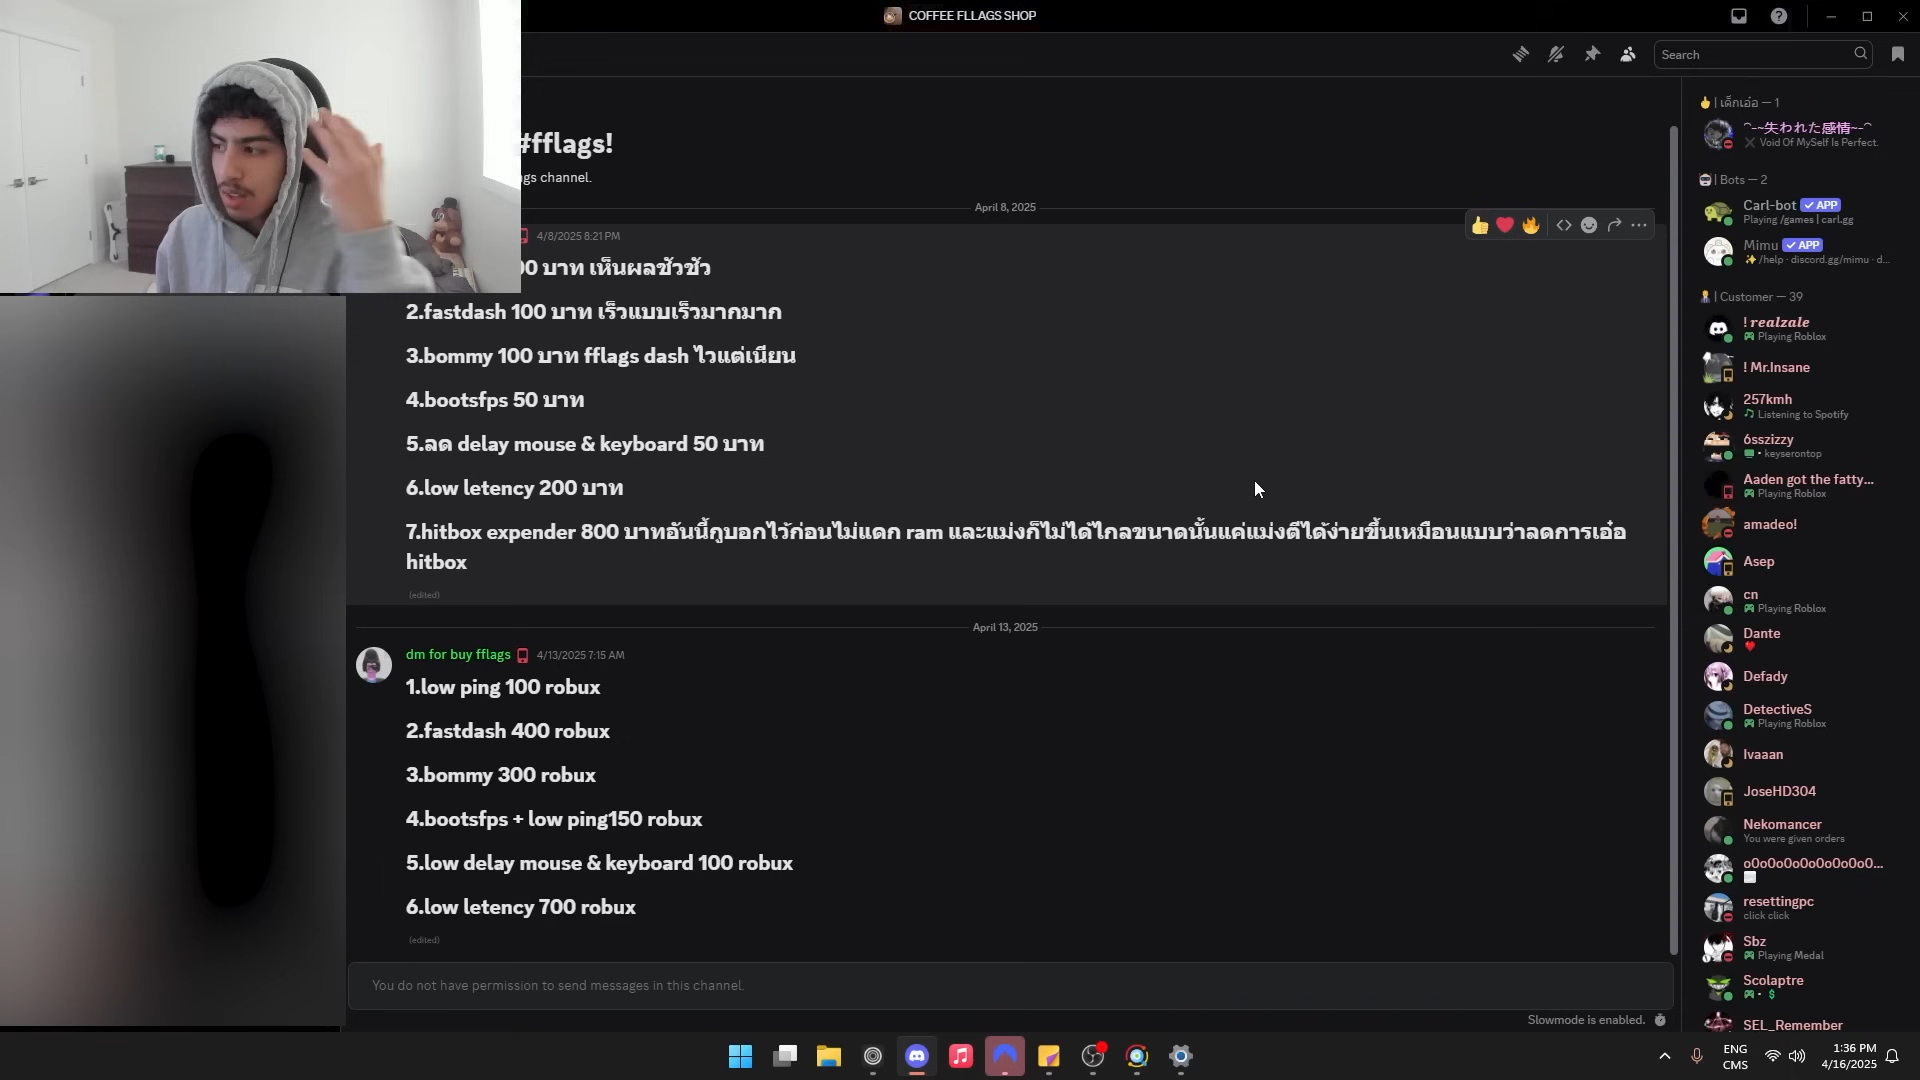 COFFEE FLLAGS SHOP
Search
#fflags!
ngs channel.
April 8, 2025
4/8/2025 8:21 PM
00 บาท เห็นผลชัวชัว
2.fastdash 100 บาท เร็วแบบเร็วมากมาก
3.bommy 100 บาท fflags dash ไวแต่เนียน
4.bootsfps 50 บาท
5.ลด delay mouse & keyboard 50 บาท
6.low letency 200 บาท
7.hitbox expender 800 บาทอันนี้กูบอกไว้ก่อนไม่แดก ram และแม่งก็ไม่ได้ไกลขนาดนั้นแค่แม่งตีได้ง่ายขึ้นเหมือนแบบว่าลดการเอ๋อ
hitbox
(edited)
April 13, 2025
dm for buy fflags 4/13/2025 7:15 AM
1.low ping 100 robux
2.fastdash 400 robux
3.bommy 300 robux
4.bootsfps + low ping150 robux
5.low delay mouse & keyboard 100 robux
6.low letency 700 robux
(edited)
You do not have permission to send messages in this channel.
Slowmode is enabled.
| เด็กเอ๋อ — 1
⌒-~失われた感情~-⌒
Void Of MySelf Is Perfect.
| Bots — 2
Carl-bot ✓ APP
Playing /games | carl.gg
Mimu ✓ APP
/help · discord.gg/mimu · d...
| Customer — 39
! realzale
Playing Roblox
! Mr.Insane
257kmh
Listening to Spotify
6sszizzy
• keyserontop
Aaden got the fatty...
Playing Roblox
amadeo!
Asep
cn
Playing Roblox
Dante
Defady
DetectiveS
Playing Roblox
Ivaaan
JoseHD304
Nekomancer
You were given orders
o0o0o0o0o0o0o0o0...
resettingpc
click click
Sbz
Playing Medal
Scolaptre
• $
SEL_Remember
ENG
CMS
1:36 PM
4/16/2025